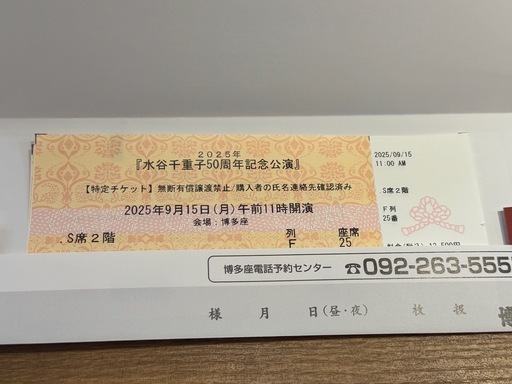 2025年
『水谷千重子50周年記念公演』
【特定チケット】無断有償譲渡禁止/購入者の氏名連絡先確認済み
2025年9月15日(月)午前11時開演
会場:博多座
列 座席
S席2階 F 25
2025/09/15
11:00 AM
S席2階
F列
25番
博多座電話予約センター ☎092-263-555
様 月 日(昼・夜) 枚 扱